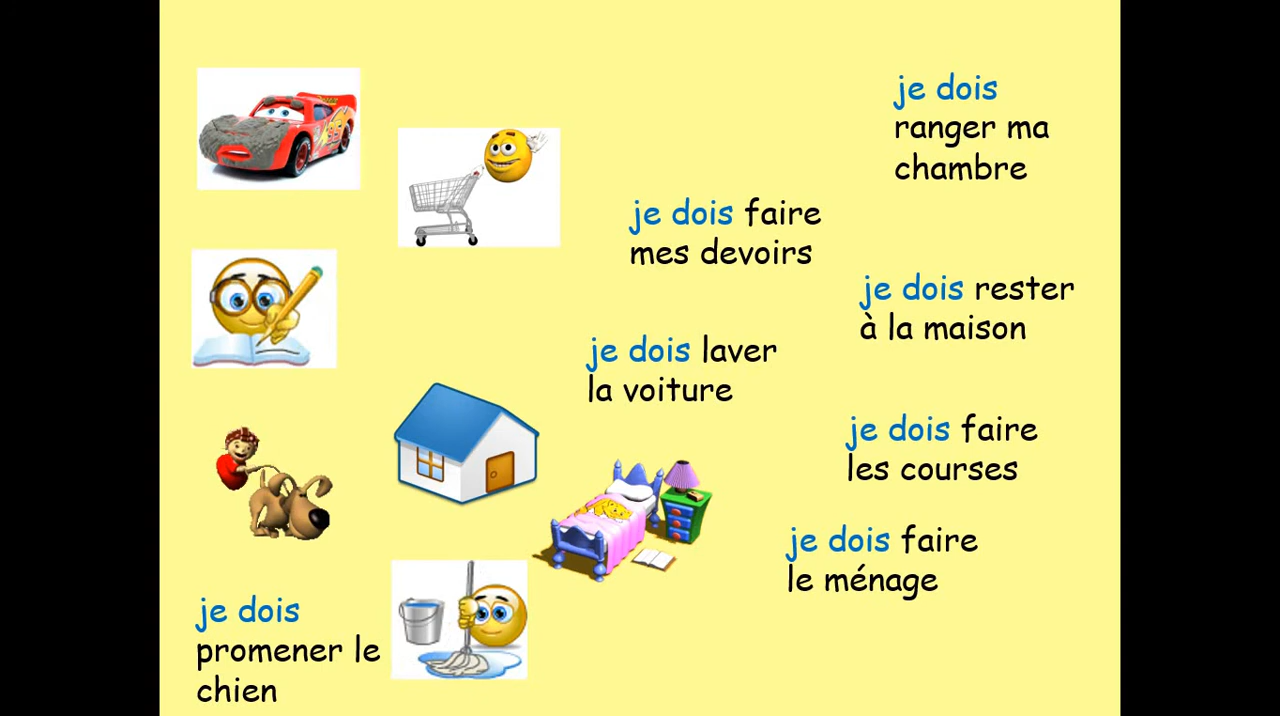 je dois
ranger ma
chambre
je dois faire
mes devoirs
je dois rester
à la maison
je dois laver
la voiture
je dois faire
les courses
je dois faire
le ménage
je dois
promener le
chien